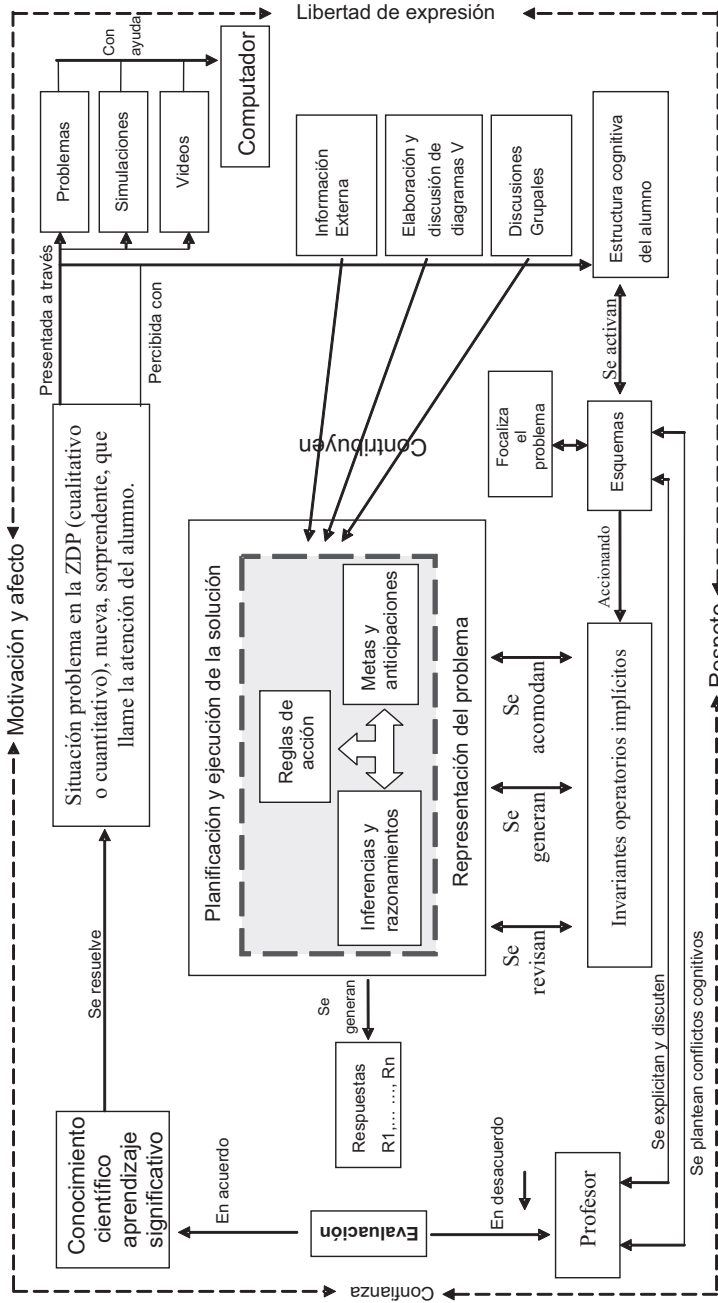 Motivación y afecto
Libertad de expresión
Confianza
Conocimiento
científico
aprendizaje
significativo
Se resuelve
Situación problema en la ZDP (cualitativo
o cuantitativo), nueva, sorprendente, que
llame la atención del alumno.
Presentada a través
Percibida con
Problemas
Simulaciones
Videos
Con
ayuda
Computador
En acuerdo
Evaluación
En desacuerdo
Profesor
Respuestas
R1,... ..., Rn
Se
generan
Planificación y ejecución de la solución
Reglas de
acción
Inferencias y
razonamientos
Metas y
anticipaciones
Representación del problema
Contribuyen
Información
Externa
Elaboración y
discusión de
diagramas V
Discusiones
Grupales
Se
revisan
Se
generan
Se
acomodan
Invariantes operatorios implícitos
Accionando
Focaliza
el
problema
Esquemas
Se activan
Estructura cognitiva
del alumno
Se explicitan y discuten
Se plantean conflictos cognitivos